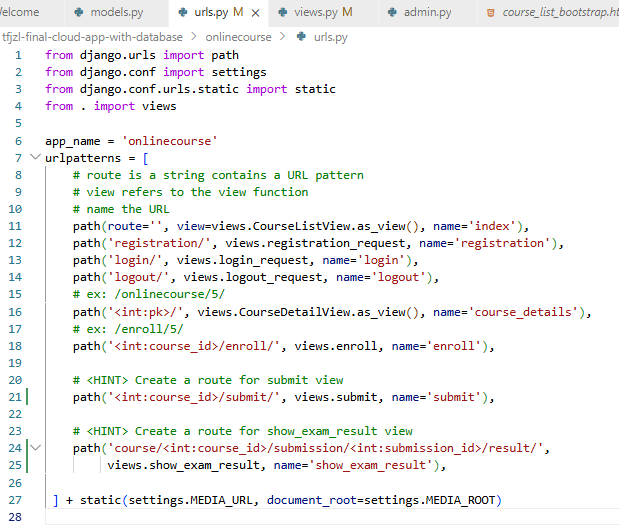 elcome models.py urls.py M views.py M admin.py course_list_bootstrap.ht
tfjzl-final-cloud-app-with-database > onlinecourse > urls.py
1 from django.urls import path
2 from django.conf import settings
3 from django.conf.urls.static import static
4 from . import views
5
6 app_name = 'onlinecourse'
7 urlpatterns = [
8 # route is a string contains a URL pattern
9 # view refers to the view function
10 # name the URL
11 path(route='', view=views.CourseListView.as_view(), name='index'),
12 path('registration/', views.registration_request, name='registration'),
13 path('login/', views.login_request, name='login'),
14 path('logout/', views.logout_request, name='logout'),
15 # ex: /onlinecourse/5/
16 path('<int:pk>/', views.CourseDetailView.as_view(), name='course_details'),
17 # ex: /enroll/5/
18 path('<int:course_id>/enroll/', views.enroll, name='enroll'),
19
20 # <HINT> Create a route for submit view
21 path('<int:course_id>/submit/', views.submit, name='submit'),
22
23 # <HINT> Create a route for show_exam_result view
24 path('course/<int:course_id>/submission/<int:submission_id>/result/',
25 views.show_exam_result, name='show_exam_result'),
26
27 ] + static(settings.MEDIA_URL, document_root=settings.MEDIA_ROOT)
28